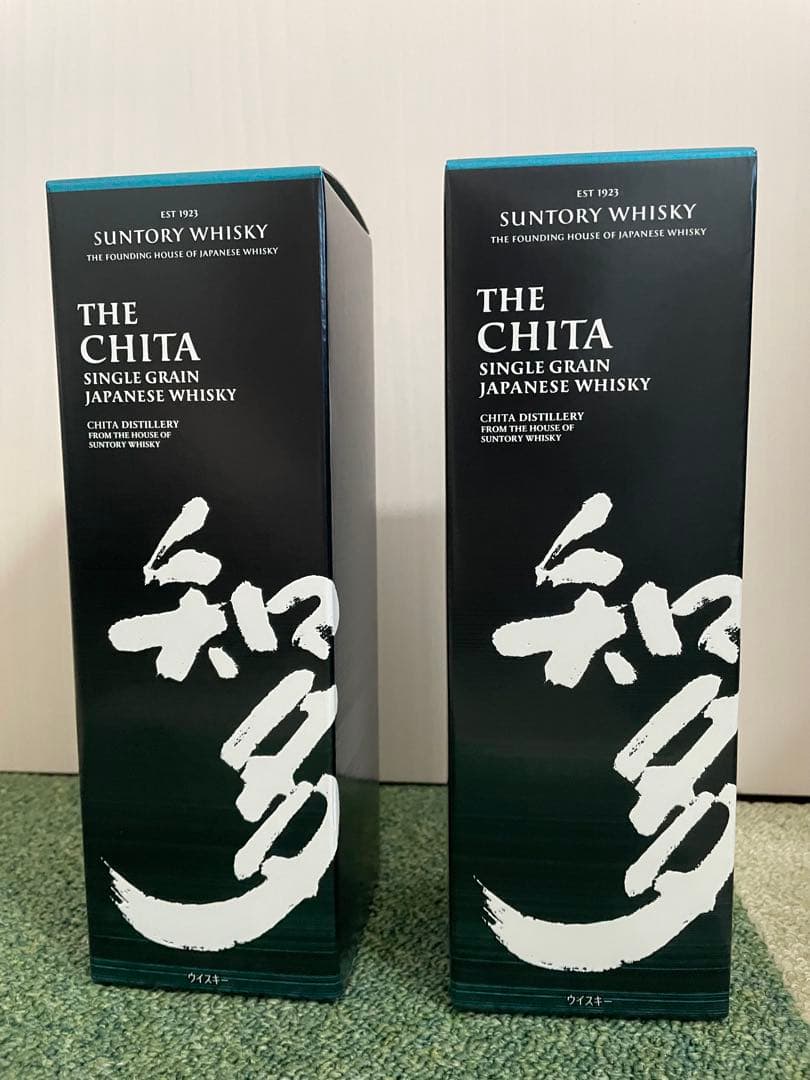 EST 1923
SUNTORY WHISKY
THE FOUNDING HOUSE OF JAPANESE WHISKY
THE
CHITA
SINGLE GRAIN
JAPANESE WHISKY
CHITA DISTILLERY
FROM THE HOUSE OF
SUNTORY WHISKY
知
多
ウイスキー
EST 1923
SUNTORY WHISKY
THE FOUNDING HOUSE OF JAPANESE WHISKY
THE
CHITA
SINGLE GRAIN
JAPANESE WHISKY
CHITA DISTILLERY
FROM THE HOUSE OF
SUNTORY WHISKY
知
多
ウイスキー